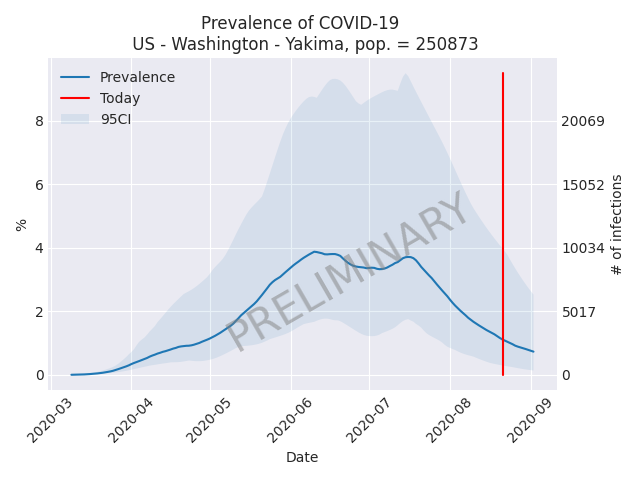 Prevalence of COVID-19
US - Washington - Yakima, pop. = 250873
Prevalence
Today
95CI
PRELIMINARY
%
8
6
4
2
0
20069
15052
10034
5017
0
# of infections
2020-03
2020-04
2020-05
2020-06
2020-07
2020-08
2020-09
Date